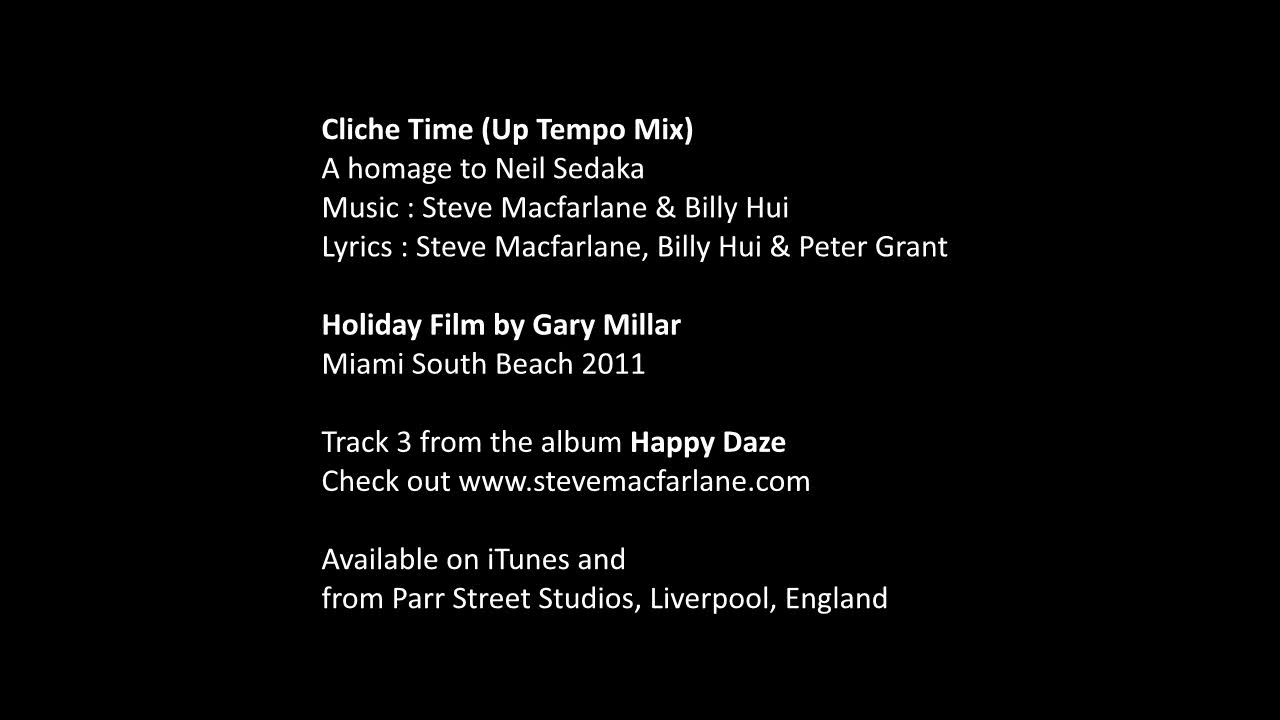 Cliche Time (Up Tempo Mix)
A homage to Neil Sedaka
Music : Steve Macfarlane & Billy Hui
Lyrics : Steve Macfarlane, Billy Hui & Peter Grant
Holiday Film by Gary Millar
Miami South Beach 2011
Track 3 from the album Happy Daze
Check out www.stevemacfarlane.com
Available on iTunes and
from Parr Street Studios, Liverpool, England